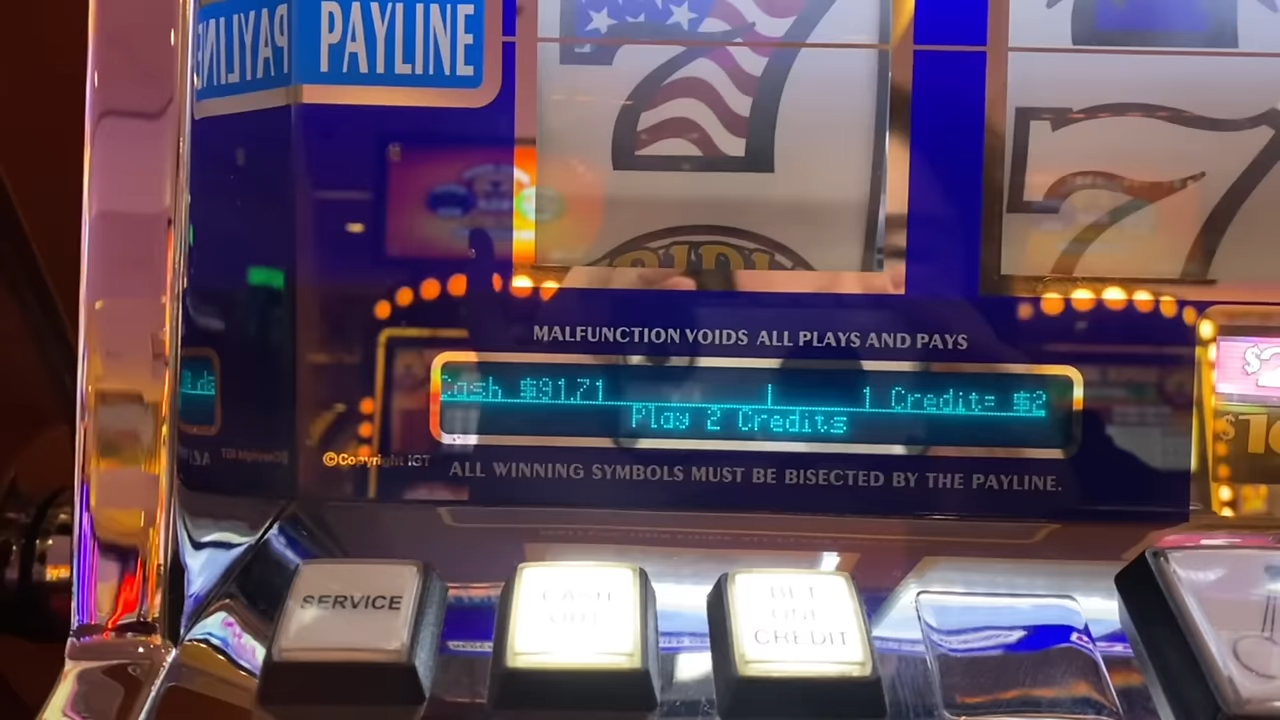 PAYLINE
MALFUNCTION VOIDS ALL PLAYS AND PAYS
Cash $91.71 | 1 Credit= $2
Play 2 Credits
©Copyright IGT
ALL WINNING SYMBOLS MUST BE BISECTED BY THE PAYLINE.
SERVICE
CASH
OUT
BET
ONE
CREDIT